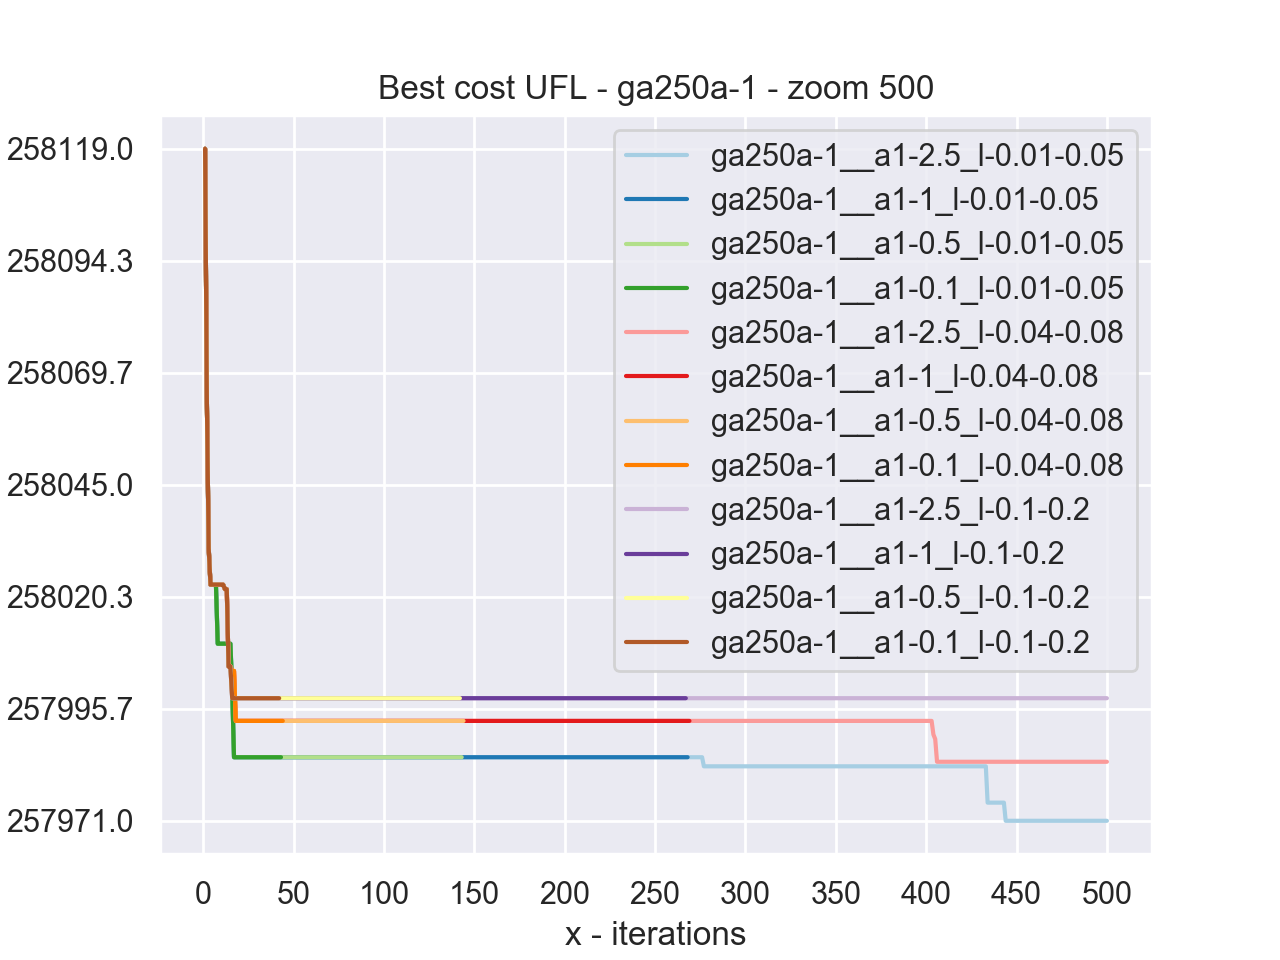 Best cost UFL - ga250a-1 - zoom 500
258119.0
258094.3
258069.7
258045.0
258020.3
257995.7
257971.0
ga250a-1__a1-2.5_l-0.01-0.05
ga250a-1__a1-1_l-0.01-0.05
ga250a-1__a1-0.5_l-0.01-0.05
ga250a-1__a1-0.1_l-0.01-0.05
ga250a-1__a1-2.5_l-0.04-0.08
ga250a-1__a1-1_l-0.04-0.08
ga250a-1__a1-0.5_l-0.04-0.08
ga250a-1__a1-0.1_l-0.04-0.08
ga250a-1__a1-2.5_l-0.1-0.2
ga250a-1__a1-1_l-0.1-0.2
ga250a-1__a1-0.5_l-0.1-0.2
ga250a-1__a1-0.1_l-0.1-0.2
0 50 100 150 200 250 300 350 400 450 500
x - iterations